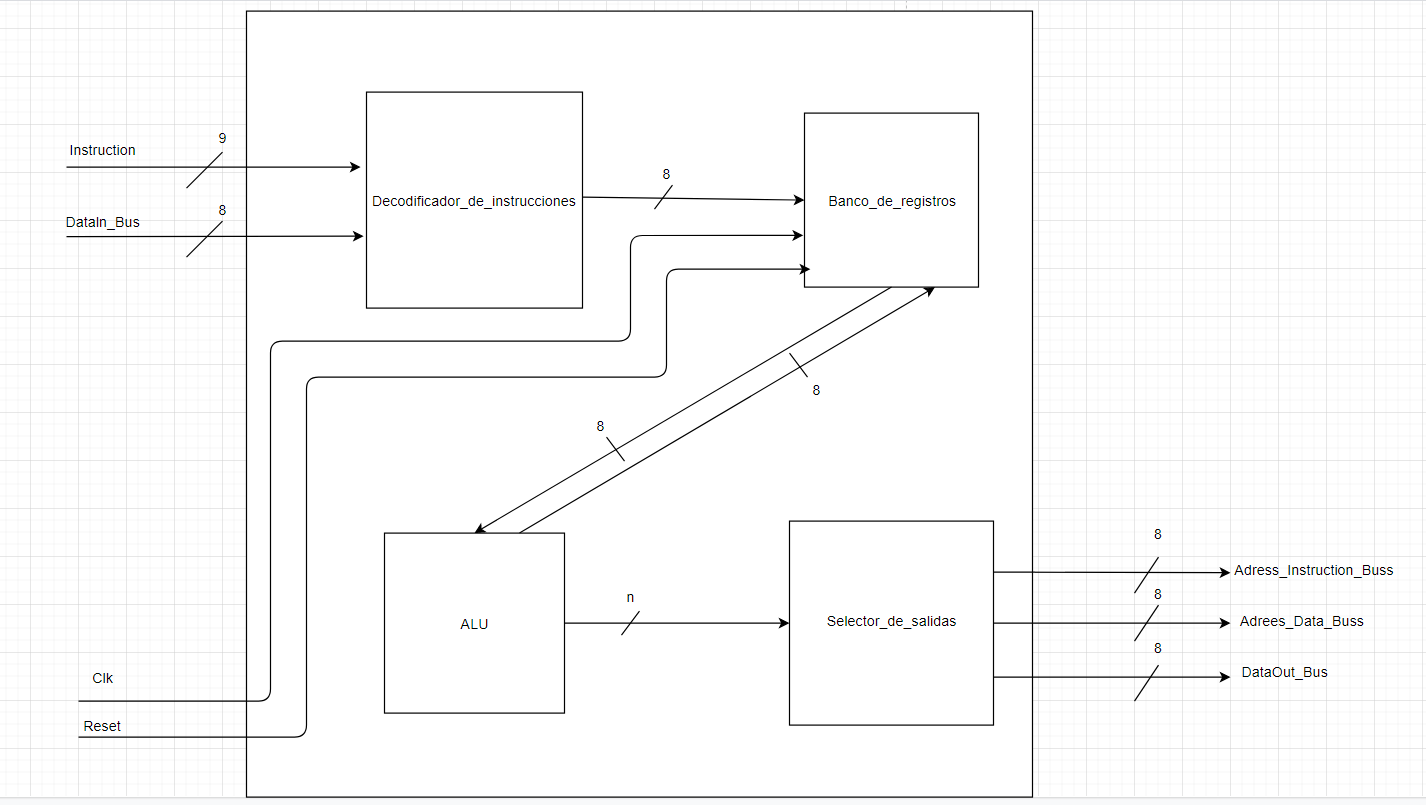 Instruction
9
DataIn_Bus
8
Decodificador_de_instrucciones
8
Banco_de_registros
8
8
ALU
n
Selector_de_salidas
8
Adress_Instruction_Buss
8
Adrees_Data_Buss
8
DataOut_Bus
Clk
Reset